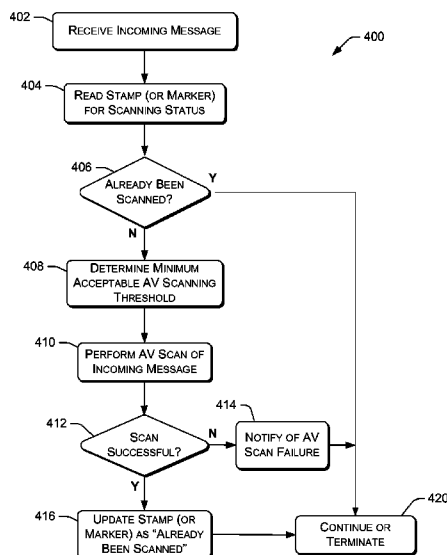 402
RECEIVE INCOMING MESSAGE
400
404
READ STAMP (OR MARKER)
FOR SCANNING STATUS
406
ALREADY BEEN
SCANNED?
Y
N
408
DETERMINE MINIMUM
ACCEPTABLE AV SCANNING
THRESHOLD
410
PERFORM AV SCAN OF
INCOMING MESSAGE
412
SCAN
SUCCESSFUL?
N
414
NOTIFY OF AV
SCAN FAILURE
Y
416
UPDATE STAMP (OR
MARKER) AS "ALREADY
BEEN SCANNED"
420
CONTINUE OR
TERMINATE